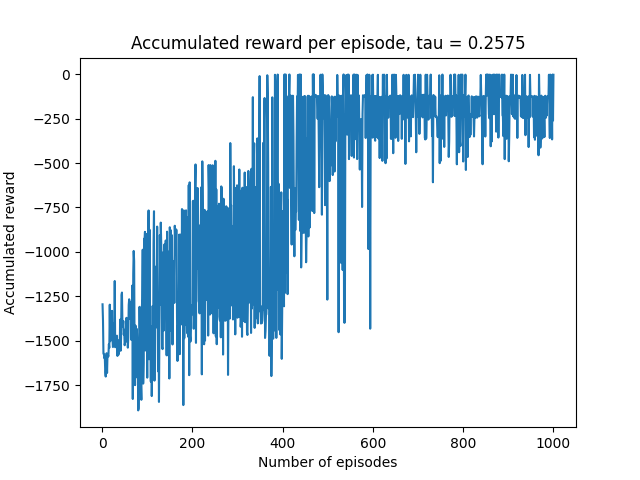 Accumulated reward per episode, tau = 0.2575
0
−250
−500
−750
−1000
−1250
−1500
−1750
Accumulated reward
0 200 400 600 800 1000
Number of episodes